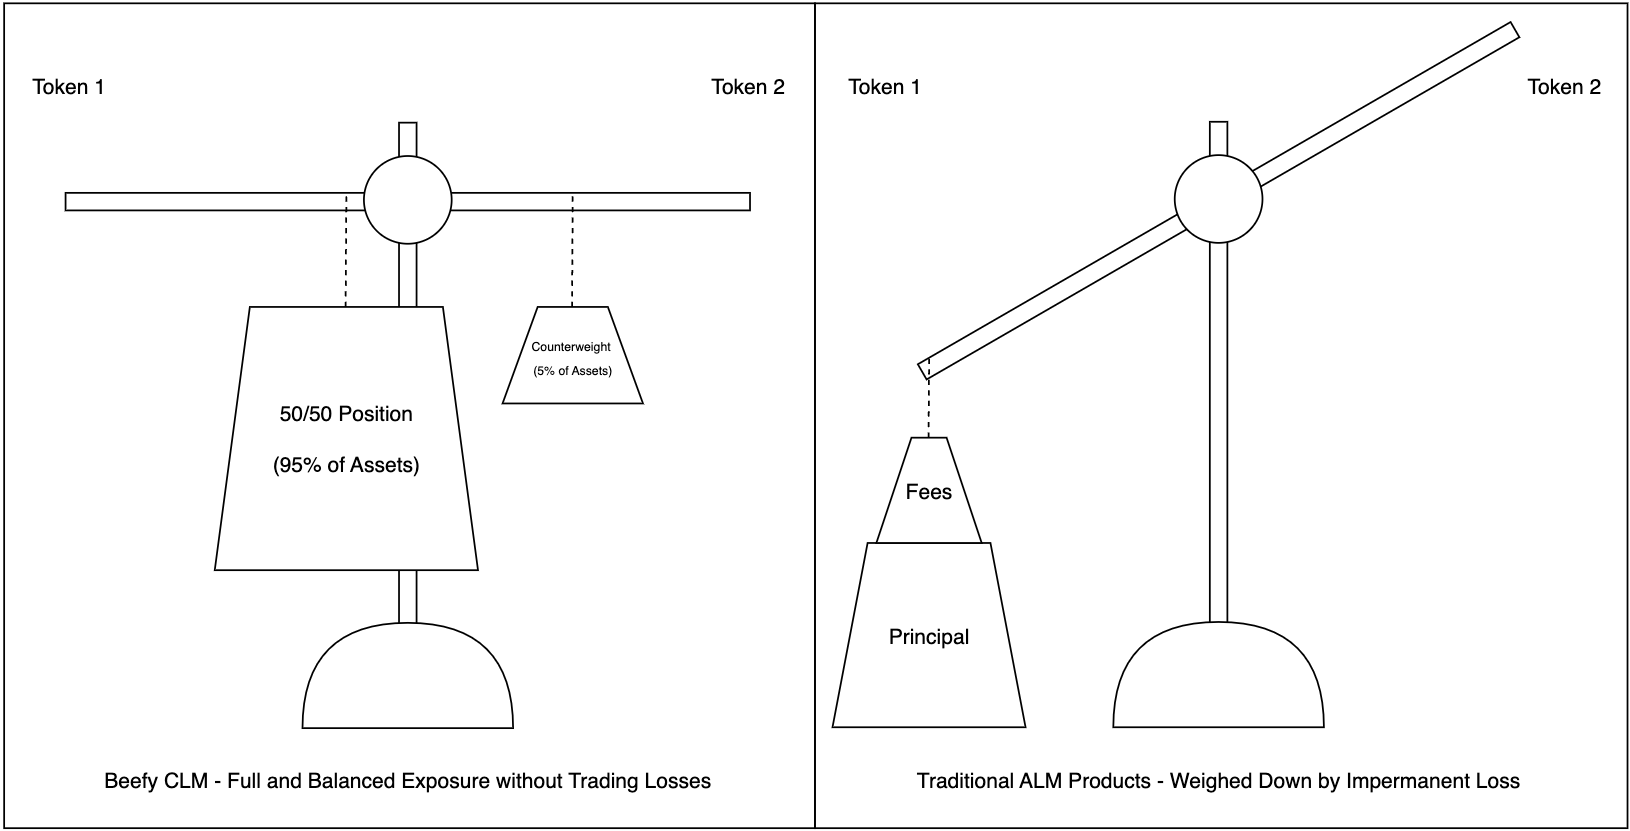 Token 1
Token 2
Counterweight
(5% of Assets)
50/50 Position
(95% of Assets)
Beefy CLM - Full and Balanced Exposure without Trading Losses
Token 1
Token 2
Fees
Principal
Traditional ALM Products - Weighed Down by Impermanent Loss